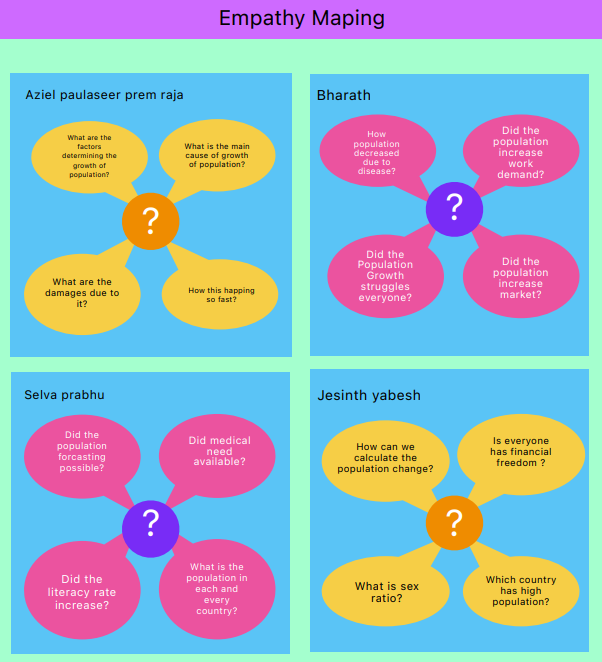 Empathy Maping
Aziel paulaseer prem raja
What are the
factors
determining the
growth of
population?
What is the main
cause of growth
of population?
?
What are the
damages due to
it?
How this happing
so fast?
Bharath
How
population
decreased
due to
disease?
Did the
population
increase
work
demand?
?
Did the
Population
Growth
struggles
everyone?
Did the
population
increase
market?
Selva prabhu
Did the
population
forcasting
possible?
Did medical
need
available?
?
Did the
literacy rate
increase?
What is the
population in
each and
every
country?
Jesinth yabesh
How can we
calculate the
population change?
Is everyone
has financial
freedom ?
?
What is sex
ratio?
Which country
has high
population?